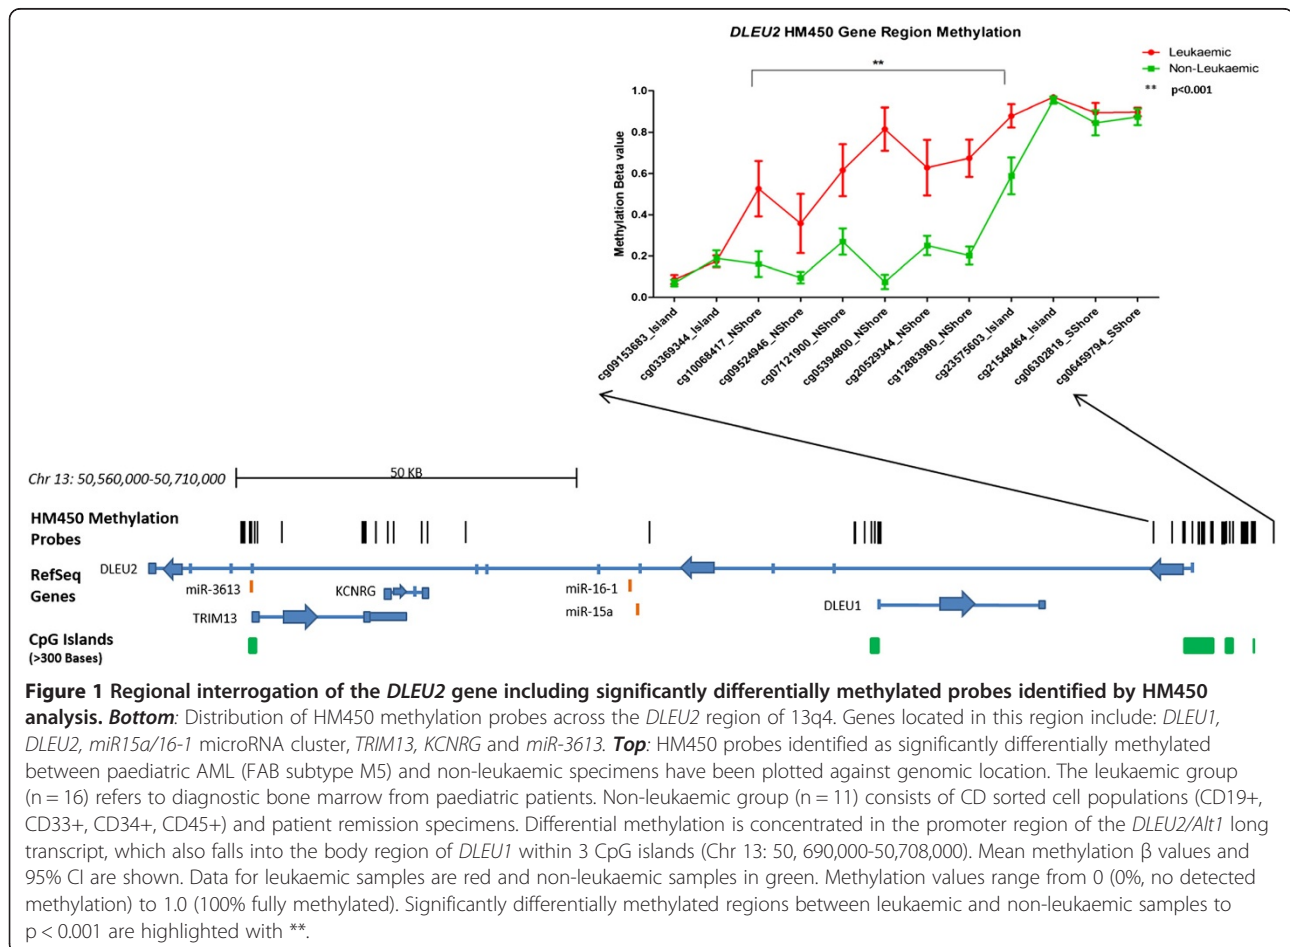 DLEU2 HM450 Gene Region Methylation
Leukaemic
Non-Leukaemic
** p<0.001
**
Methylation Beta value
1.0
0.8
0.6
0.4
0.2
0.0
cg09153683_Island
cg03369344_Island
cg10068417_NShore
cg09524946_NShore
cg07121900_NShore
cg05394800_NShore
cg20529344_NShore
cg12883980_NShore
cg23575603_Island
cg21548464_Island
cg06302818_SShore
cg06459794_SShore
Chr 13: 50,560,000-50,710,000
50 KB
HM450 Methylation
Probes
DLEU2
RefSeq
Genes
miR-3613
KCNRG
miR-16-1
miR-15a
DLEU1
TRIM13
CpG Islands
(>300 Bases)
Figure 1 Regional interrogation of the DLEU2 gene including significantly differentially methylated probes identified by HM450
analysis. Bottom: Distribution of HM450 methylation probes across the DLEU2 region of 13q4. Genes located in this region include: DLEU1,
DLEU2, miR15a/16-1 microRNA cluster, TRIM13, KCNRG and miR-3613. Top: HM450 probes identified as significantly differentially methylated
between paediatric AML (FAB subtype M5) and non-leukaemic specimens have been plotted against genomic location. The leukaemic group
(n = 16) refers to diagnostic bone marrow from paediatric patients. Non-leukaemic group (n = 11) consists of CD sorted cell populations (CD19+,
CD33+, CD34+, CD45+) and patient remission specimens. Differential methylation is concentrated in the promoter region of the DLEU2/Alt1 long
transcript, which also falls into the body region of DLEU1 within 3 CpG islands (Chr 13: 50, 690,000-50,708,000). Mean methylation β values and
95% CI are shown. Data for leukaemic samples are red and non-leukaemic samples in green. Methylation values range from 0 (0%, no detected
methylation) to 1.0 (100% fully methylated). Significantly differentially methylated regions between leukaemic and non-leukaemic samples to
p < 0.001 are highlighted with **.